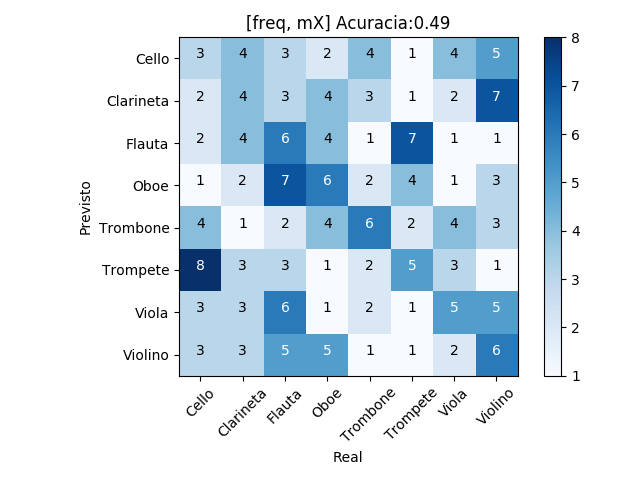 [freq, mX] Acuracia:0.49
Previsto
Cello 3 4 3 2 4 1 4 5
Clarineta 2 4 3 4 3 1 2 7
Flauta 2 4 6 4 1 7 1 1
Oboe 1 2 7 6 2 4 1 3
Trombone 4 1 2 4 6 2 4 3
Trompete 8 3 3 1 2 5 3 1
Viola 3 3 6 1 2 1 5 5
Violino 3 3 5 5 1 1 2 6
Cello Clarineta Flauta Oboe Trombone Trompete Viola Violino
Real
8
7
6
5
4
3
2
1